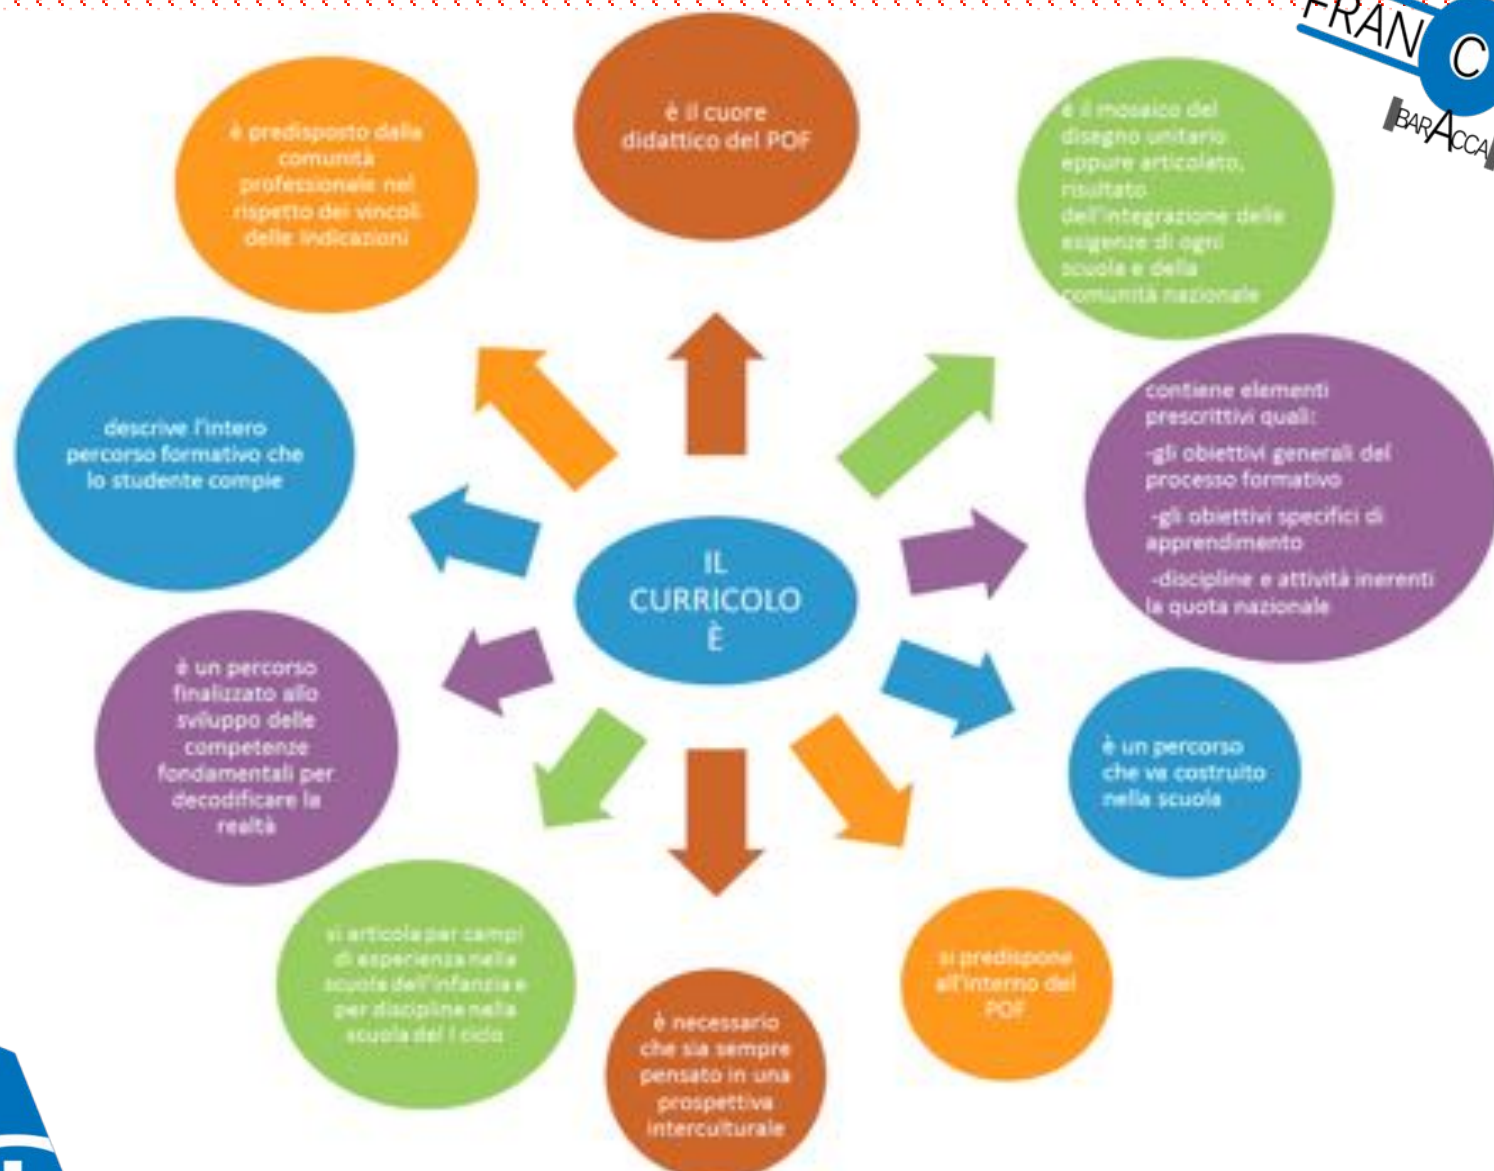 FRAN C
BARACCA
è il cuore
didattico del POF
è il mosaico del
disegno unitario
eppure articolato,
risultato
dell'integrazione delle
esigenze di ogni
scuola e della
comunità nazionale
contiene elementi
prescrittivi quali:
-gli obiettivi generali del
processo formativo
-gli obiettivi specifici di
apprendimento
-discipline e attività inerenti
la quota nazionale
è un percorso
che va costruito
nella scuola
si predispone
all'interno del
POF
è necessario
che sia sempre
pensato in una
prospettiva
interculturale
si articola per campi
di esperienza nella
scuola dell'infanzia e
per discipline nella
scuola del I ciclo
è un percorso
finalizzato allo
sviluppo delle
competenze
fondamentali per
decodificare la
realtà
descrive l'intero
percorso formativo che
lo studente compie
è predisposto dalla
comunità
professionale nel
rispetto dei vincoli
delle Indicazioni
IL
CURRICOLO
È